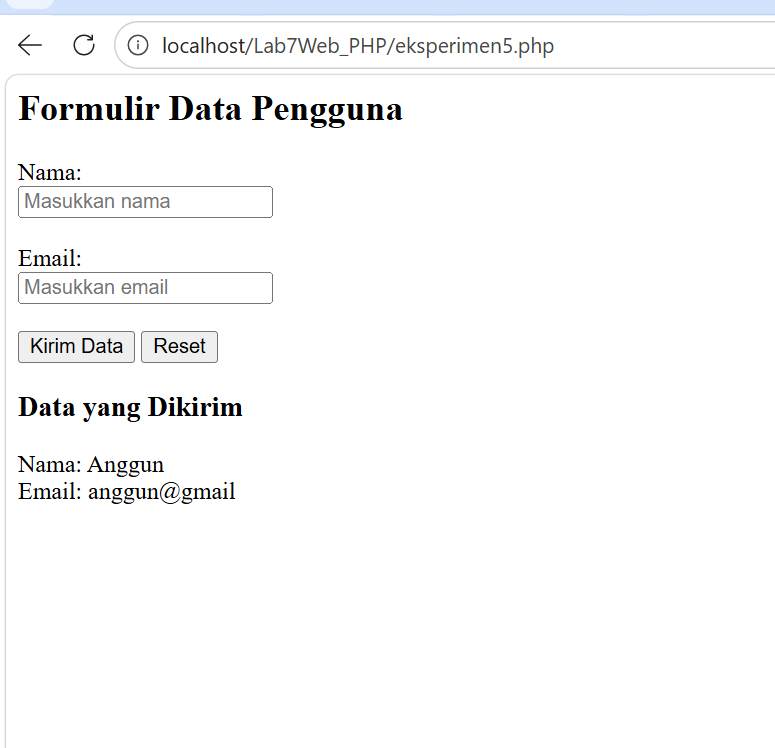 localhost/Lab7Web_PHP/eksperimen5.php
Formulir Data Pengguna
Nama:
Masukkan nama
Email:
Masukkan email
Kirim Data Reset
Data yang Dikirim
Nama: Anggun
Email: anggun@gmail